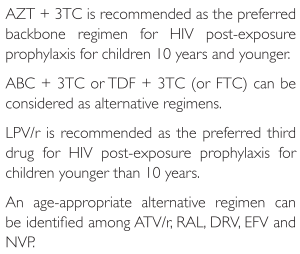 AZT + 3TC is recommended as the preferred
backbone regimen for HIV post-exposure
prophylaxis for children 10 years and younger.
ABC + 3TC or TDF + 3TC (or FTC) can be
considered as alternative regimens.
LPV/r is recommended as the preferred third
drug for HIV post-exposure prophylaxis for
children younger than 10 years.
An age-appropriate alternative regimen can
be identified among ATV/r, RAL, DRV, EFV and
NVP.